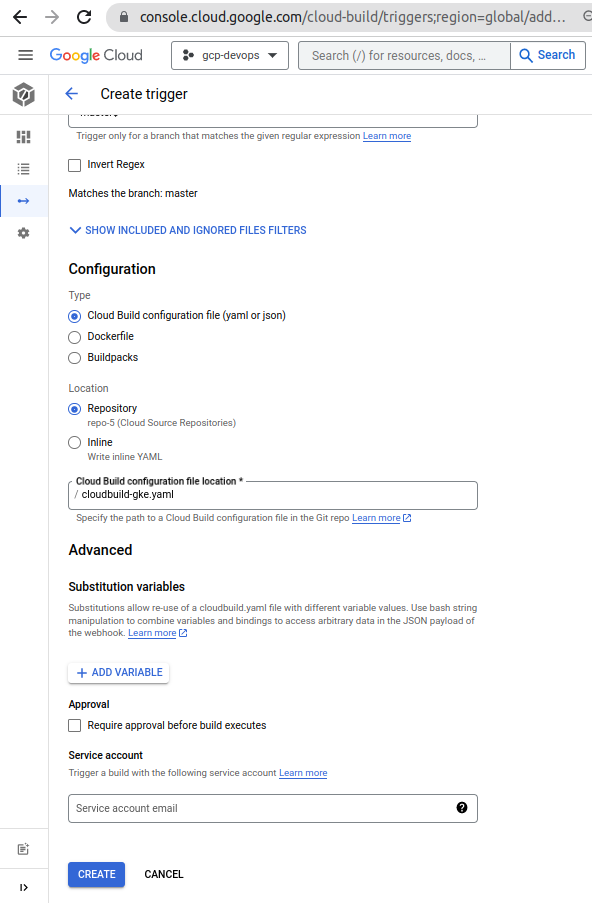 console.cloud.google.com/cloud-build/triggers;region=global/add...
Google Cloud
gcp-devops
Search (/) for resources, docs, ...
Search
Create trigger
Trigger only for a branch that matches the given regular expression Learn more
Invert Regex
Matches the branch: master
SHOW INCLUDED AND IGNORED FILES FILTERS
Configuration
Type
Cloud Build configuration file (yaml or json)
Dockerfile
Buildpacks
Location
Repository
repo-5 (Cloud Source Repositories)
Inline
Write inline YAML
Cloud Build configuration file location *
/ cloudbuild-gke.yaml
Specify the path to a Cloud Build configuration file in the Git repo Learn more
Advanced
Substitution variables
Substitutions allow re-use of a cloudbuild.yaml file with different variable values. Use bash string
manipulation to combine variables and bindings to access arbitrary data in the JSON payload of
the webhook. Learn more
+ ADD VARIABLE
Approval
Require approval before build executes
Service account
Trigger a build with the following service account Learn more
Service account email
CREATE
CANCEL